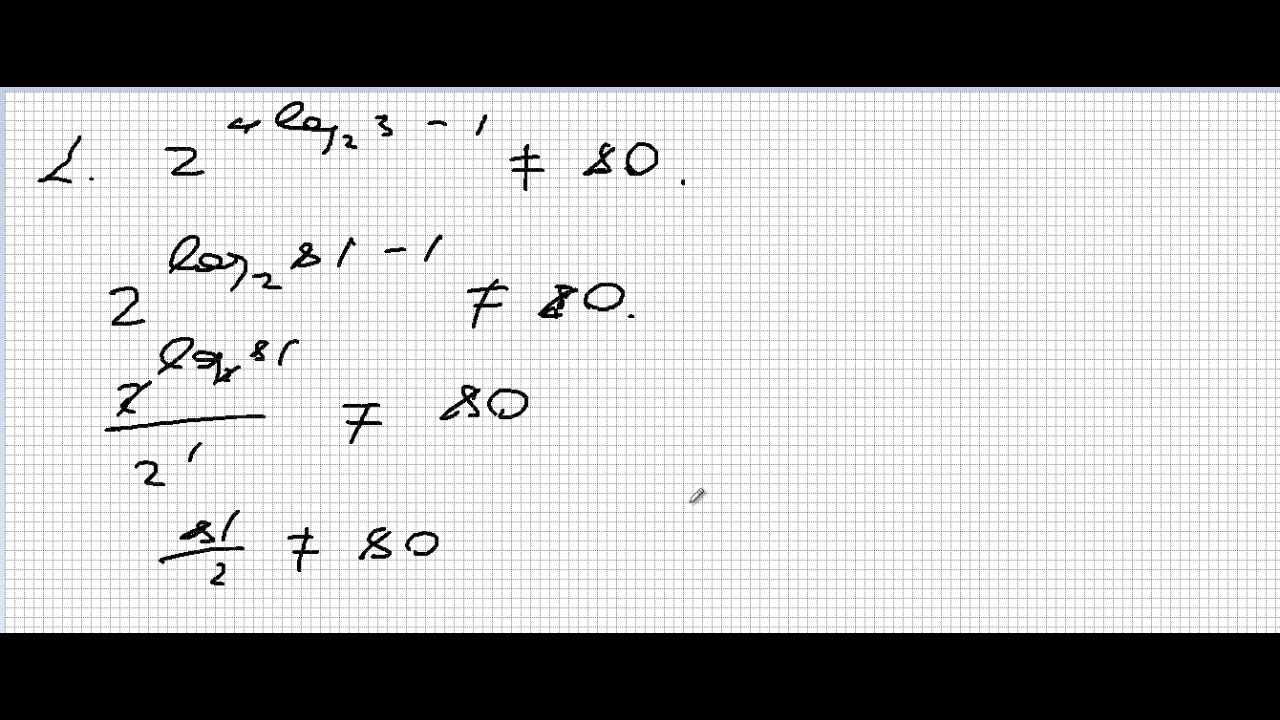 2. 2^{4 log_2 3 - 1} ≠ 80.
2^{log_2 81 - 1} ≠ 80.
2^{log_2 81} / 2^1 ≠ 80
81/2 ≠ 80